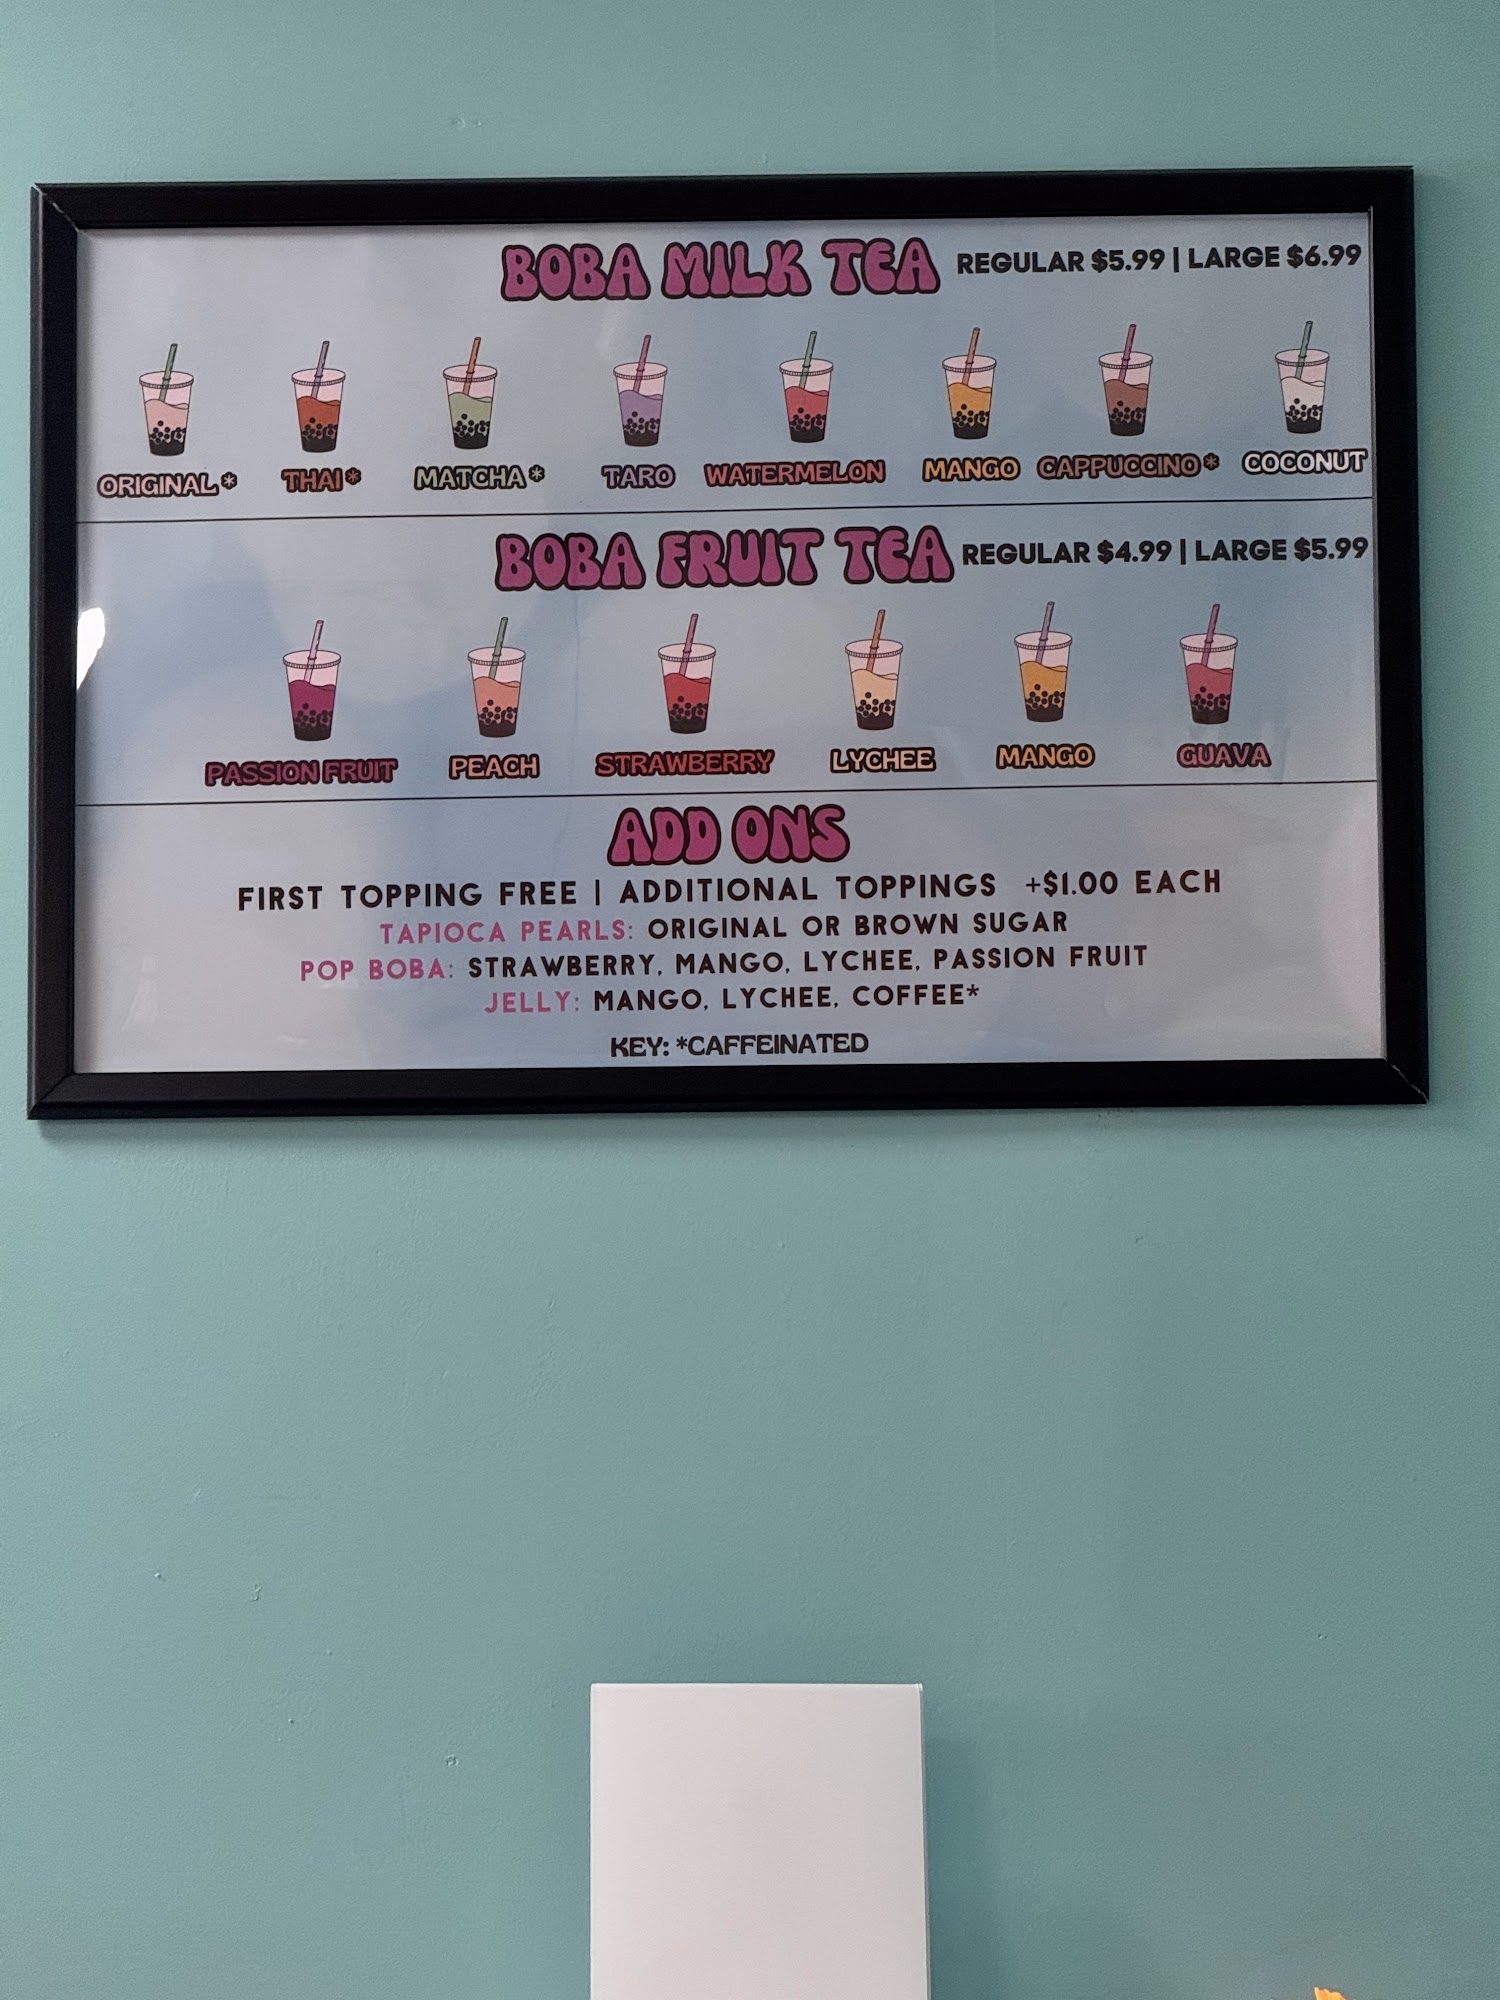 BOBA MILK TEA REGULAR $5.99 | LARGE $6.99
ORIGINAL* THAI* MATCHA* TARO WATERMELON MANGO CAPPUCCINO* COCONUT
BOBA FRUIT TEA REGULAR $4.99 | LARGE $5.99
PASSION FRUIT PEACH STRAWBERRY LYCHEE MANGO GUAVA
ADD ONS
FIRST TOPPING FREE | ADDITIONAL TOPPINGS +$1.00 EACH
TAPIOCA PEARLS: ORIGINAL OR BROWN SUGAR
POP BOBA: STRAWBERRY, MANGO, LYCHEE, PASSION FRUIT
JELLY: MANGO, LYCHEE, COFFEE*
KEY: *CAFFEINATED